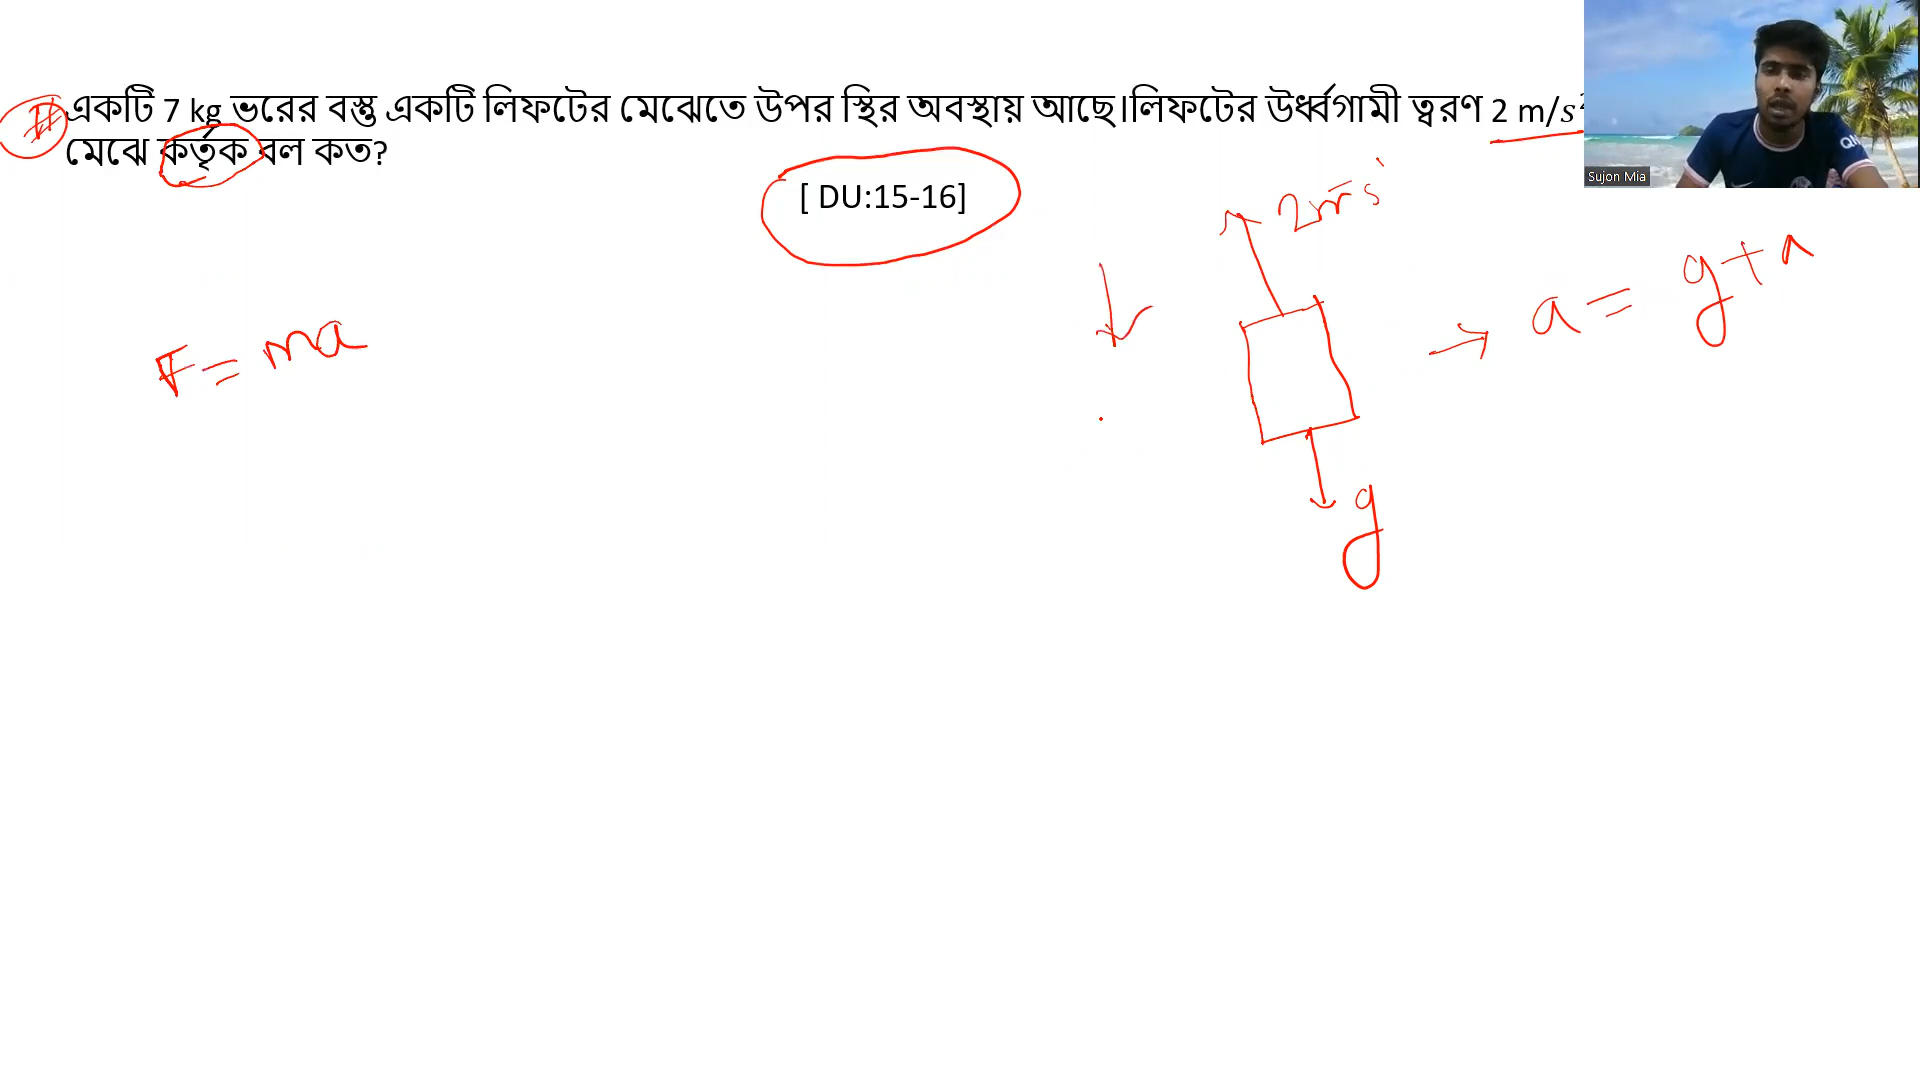 # একটি 7 kg ভরের বস্তু একটি লিফটের মেঝেতে উপর স্থির অবস্থায় আছে।লিফটের উর্ধ্বগামী ত্বরণ 2 m/s²
মেঝে কর্তৃক বল কত?
[ DU:15-16]
Sujon Mia
a = g+a
F = ma
g